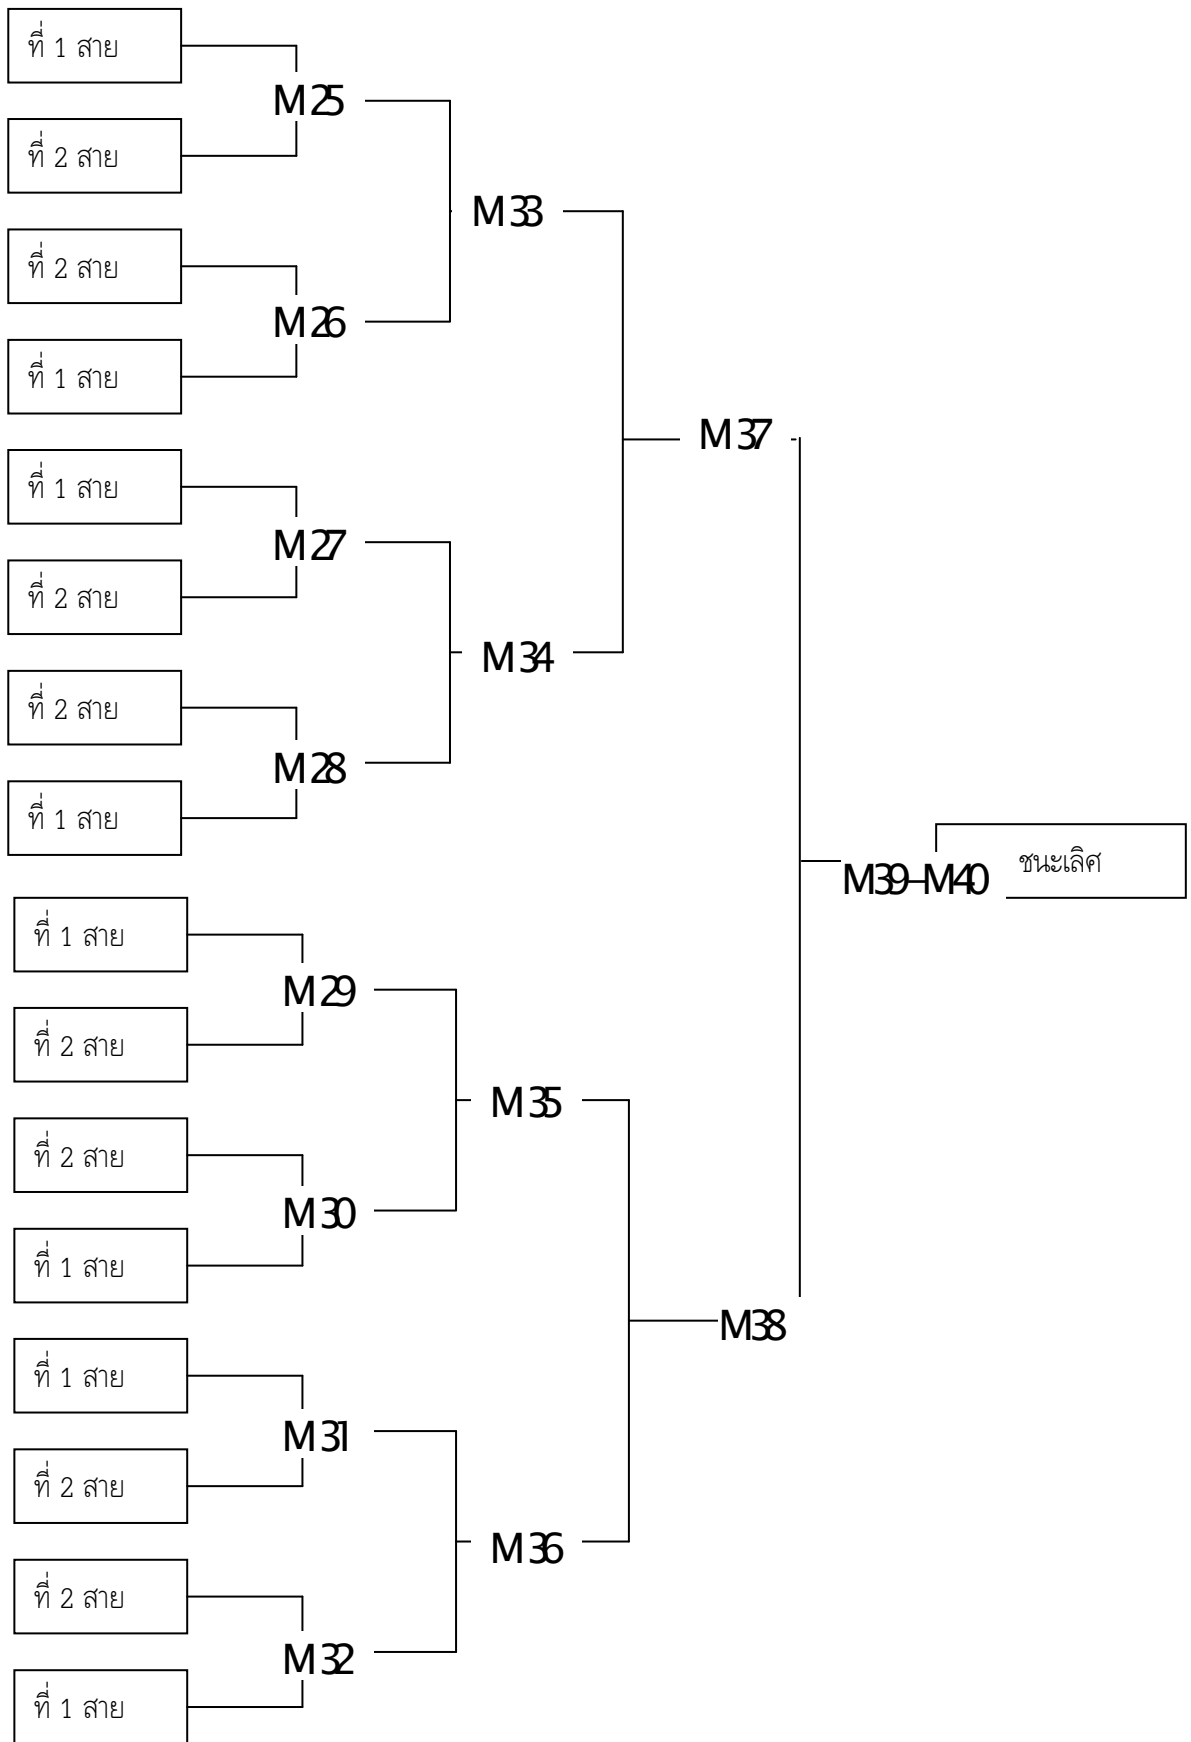 ที่ 1 สาย
M25
ที่ 2 สาย
M33
ที่ 2 สาย
M26
ที่ 1 สาย
M37
ที่ 1 สาย
M27
ที่ 2 สาย
M34
ที่ 2 สาย
M28
ที่ 1 สาย
ชนะเลิศ
M39-M40
ที่ 1 สาย
M29
ที่ 2 สาย
M35
ที่ 2 สาย
M30
ที่ 1 สาย
M38
ที่ 1 สาย
M31
ที่ 2 สาย
M36
ที่ 2 สาย
M32
ที่ 1 สาย